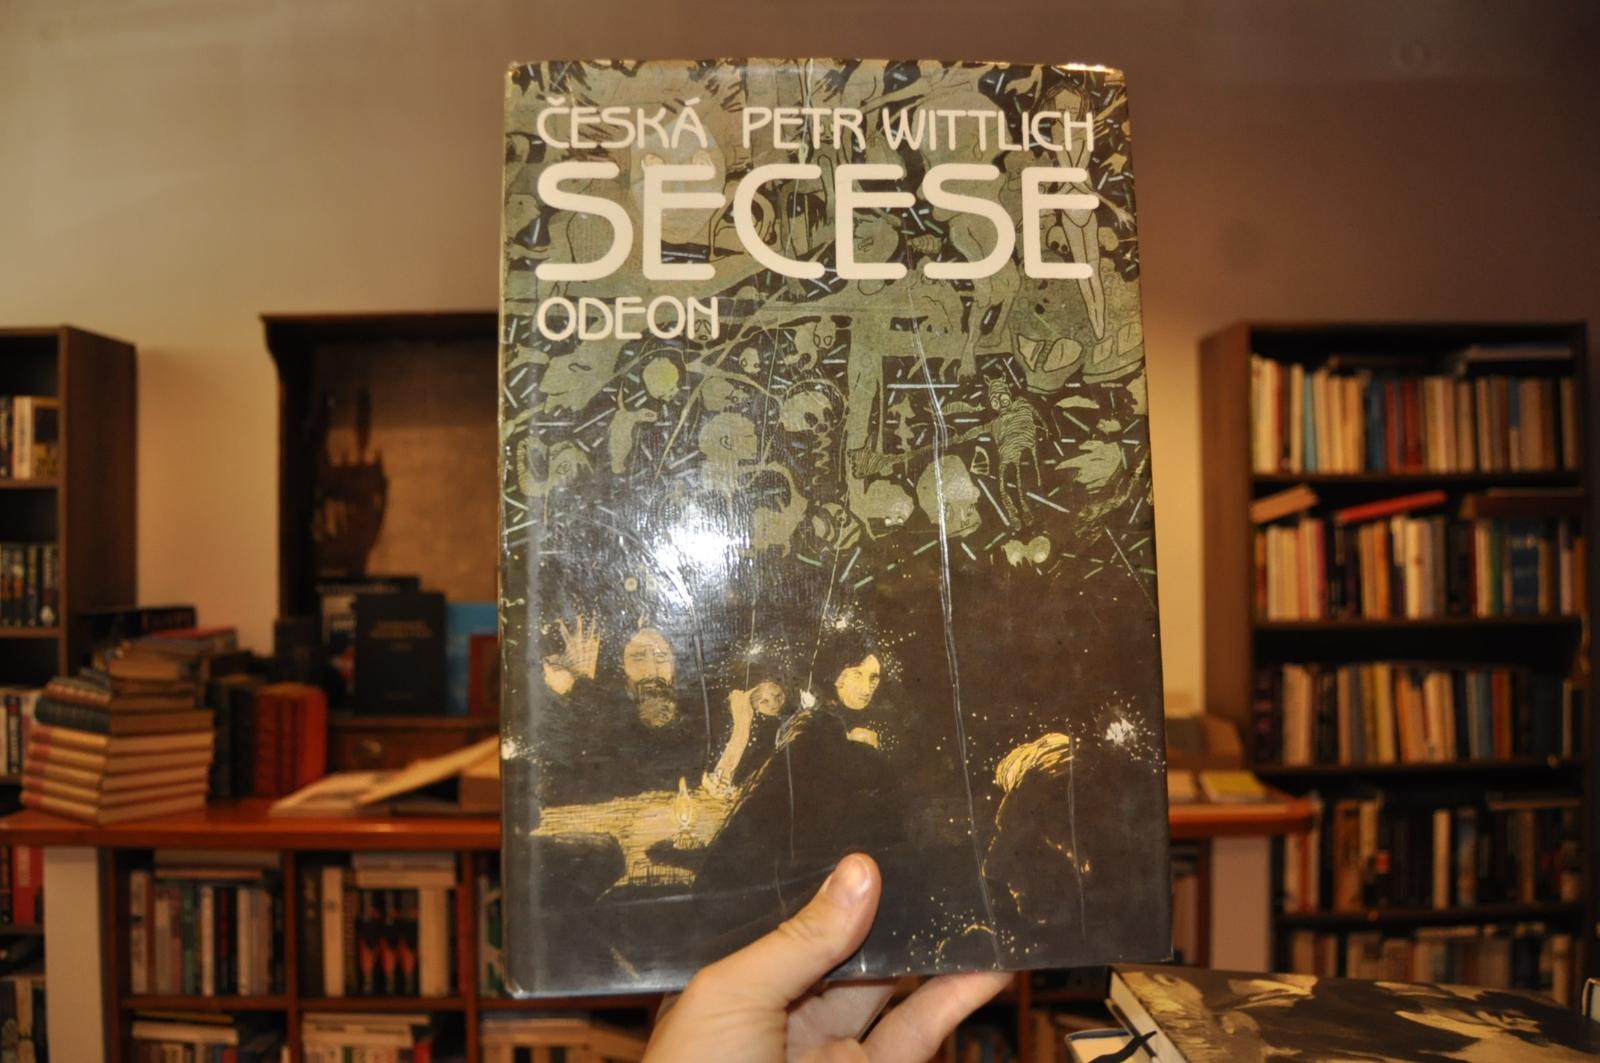 ČESKÁ PETR WITTLICH
SECESE
ODEON